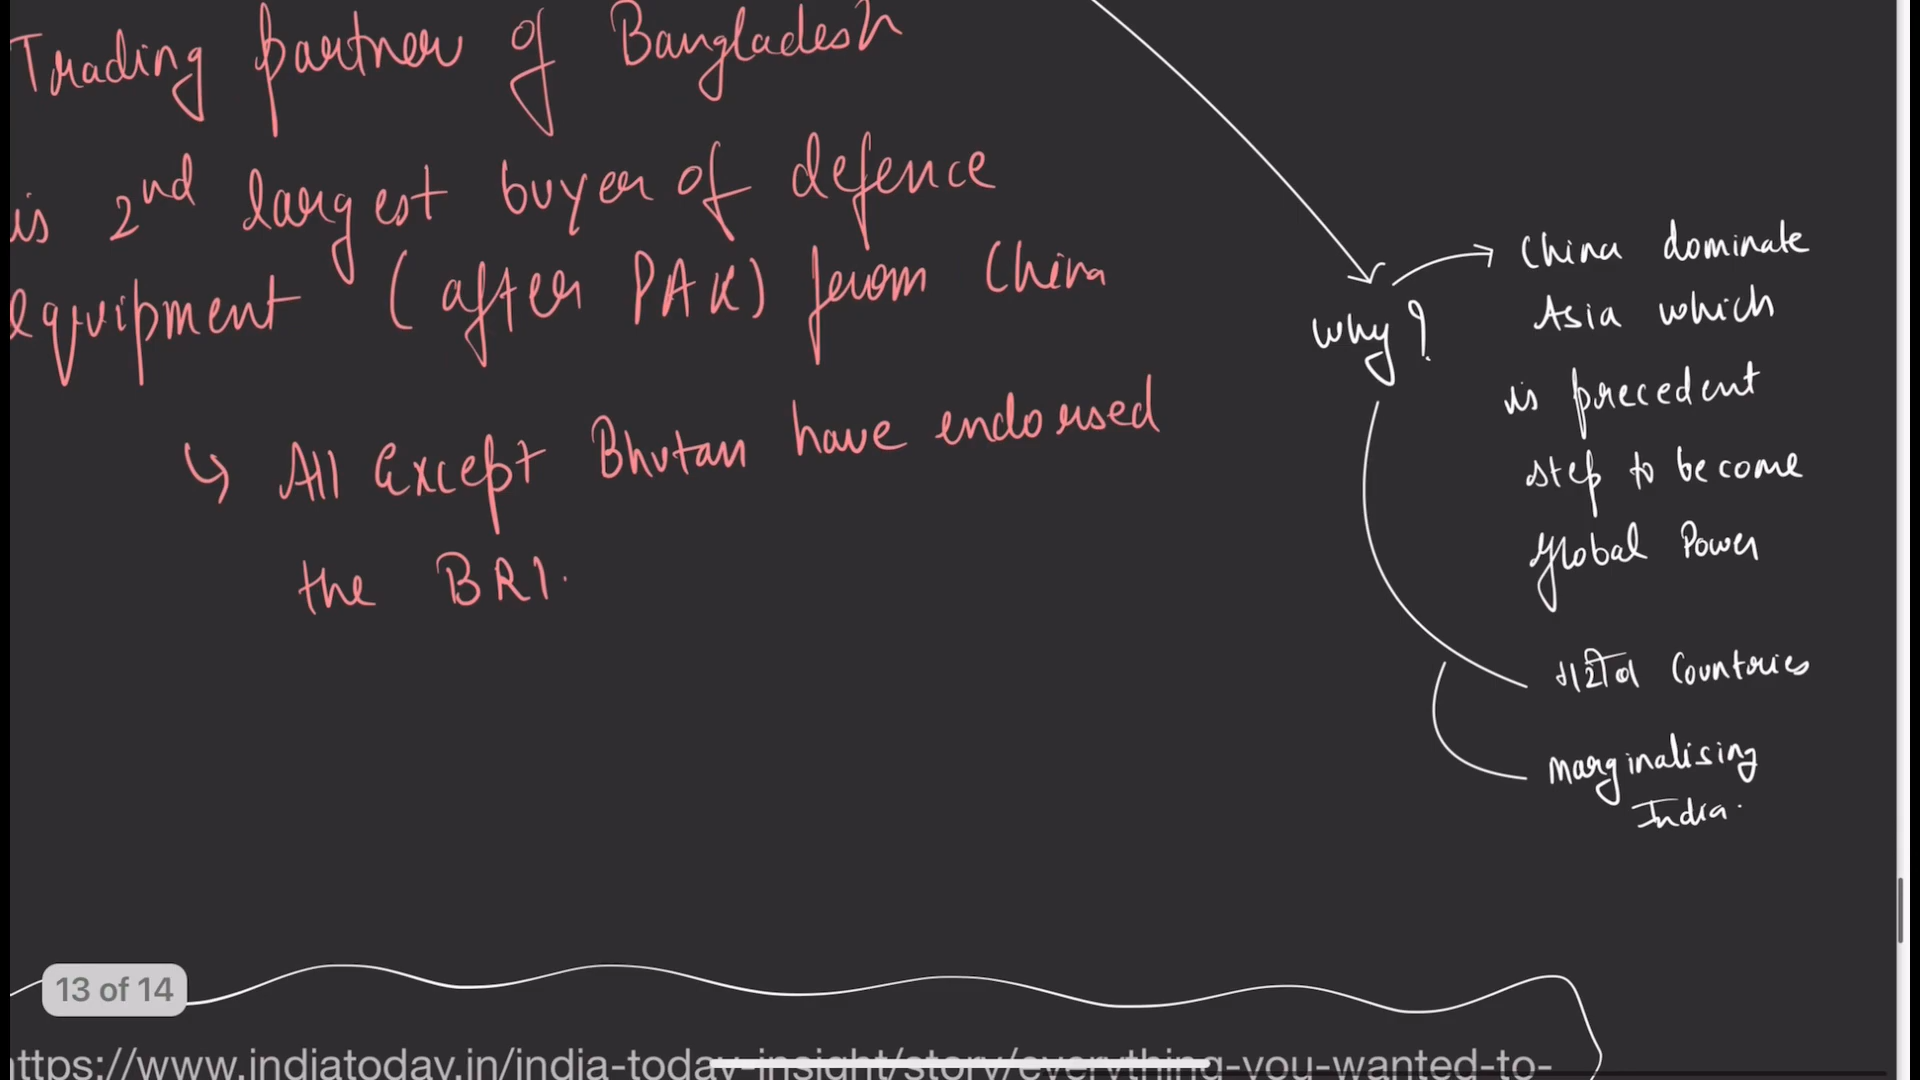 Trading partner of Bangladesh
is 2nd largest buyer of defence
equipment (after PAK) from China
↳ All Except Bhutan have endorsed
the BRI.
Why?
China dominate
Asia which
is precedent
step to become
global Power
गरीब Countries
Marginalising
India.
13 of 14
ttps://www.indiatoday.in/india-today-insight/story/everything-you-wanted-to-